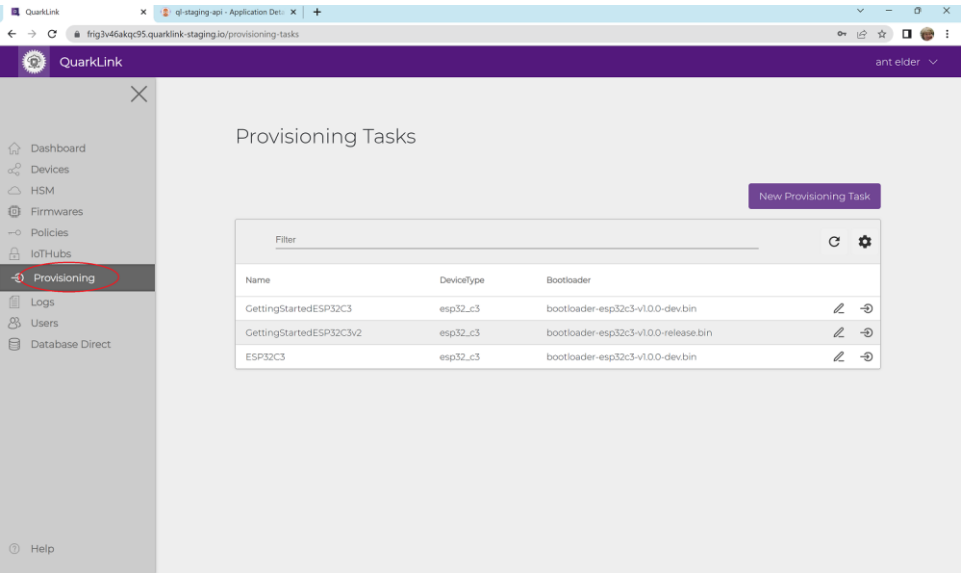 QuarkLink
ql-staging-api - Application Deta
frig3v46akqc95.quarklink-staging.io/provisioning-tasks
QuarkLink
ant elder
Dashboard
Devices
HSM
Firmwares
Policies
IoTHubs
Provisioning
Logs
Users
Database Direct
Help
Provisioning Tasks
New Provisioning Task
Filter
Name DeviceType Bootloader
GettingStartedESP32C3 esp32_c3 bootloader-esp32c3-v1.0.0-dev.bin
GettingStartedESP32C3v2 esp32_c3 bootloader-esp32c3-v1.0.0-release.bin
ESP32C3 esp32_c3 bootloader-esp32c3-v1.0.0-dev.bin